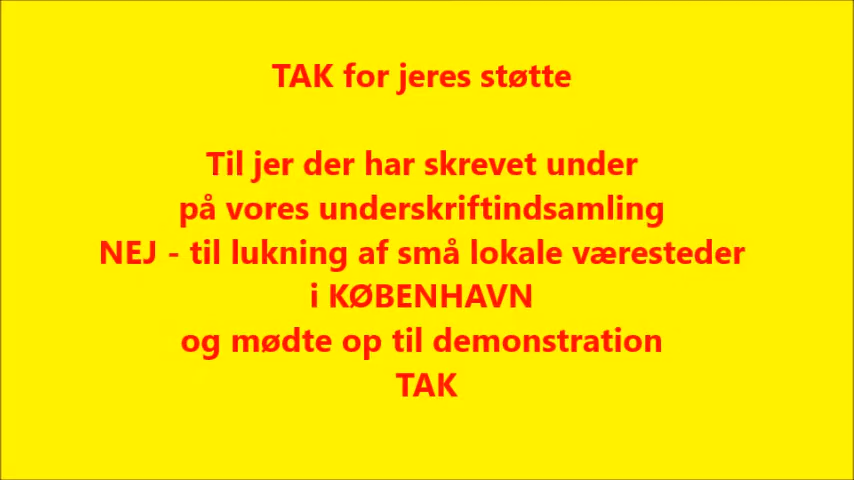 TAK for jeres støtte
Til jer der har skrevet under
på vores underskriftindsamling
NEJ - til lukning af små lokale væresteder
i KØBENHAVN
og mødte op til demonstration
TAK